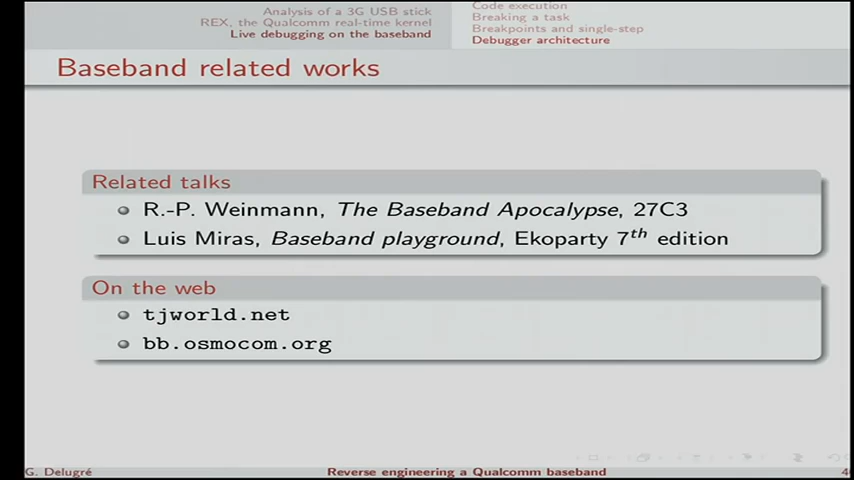 Analysis of a 3G USB stick
REX, the Qualcomm real-time kernel
Live debugging on the baseband
Code execution
Breaking a task
Breakpoints and single-step
Debugger architecture
Baseband related works
Related talks
R.-P. Weinmann, The Baseband Apocalypse, 27C3
Luis Miras, Baseband playground, Ekoparty 7th edition
On the web
tjworld.net
bb.osmocom.org
G. Delugré
Reverse engineering a Qualcomm baseband